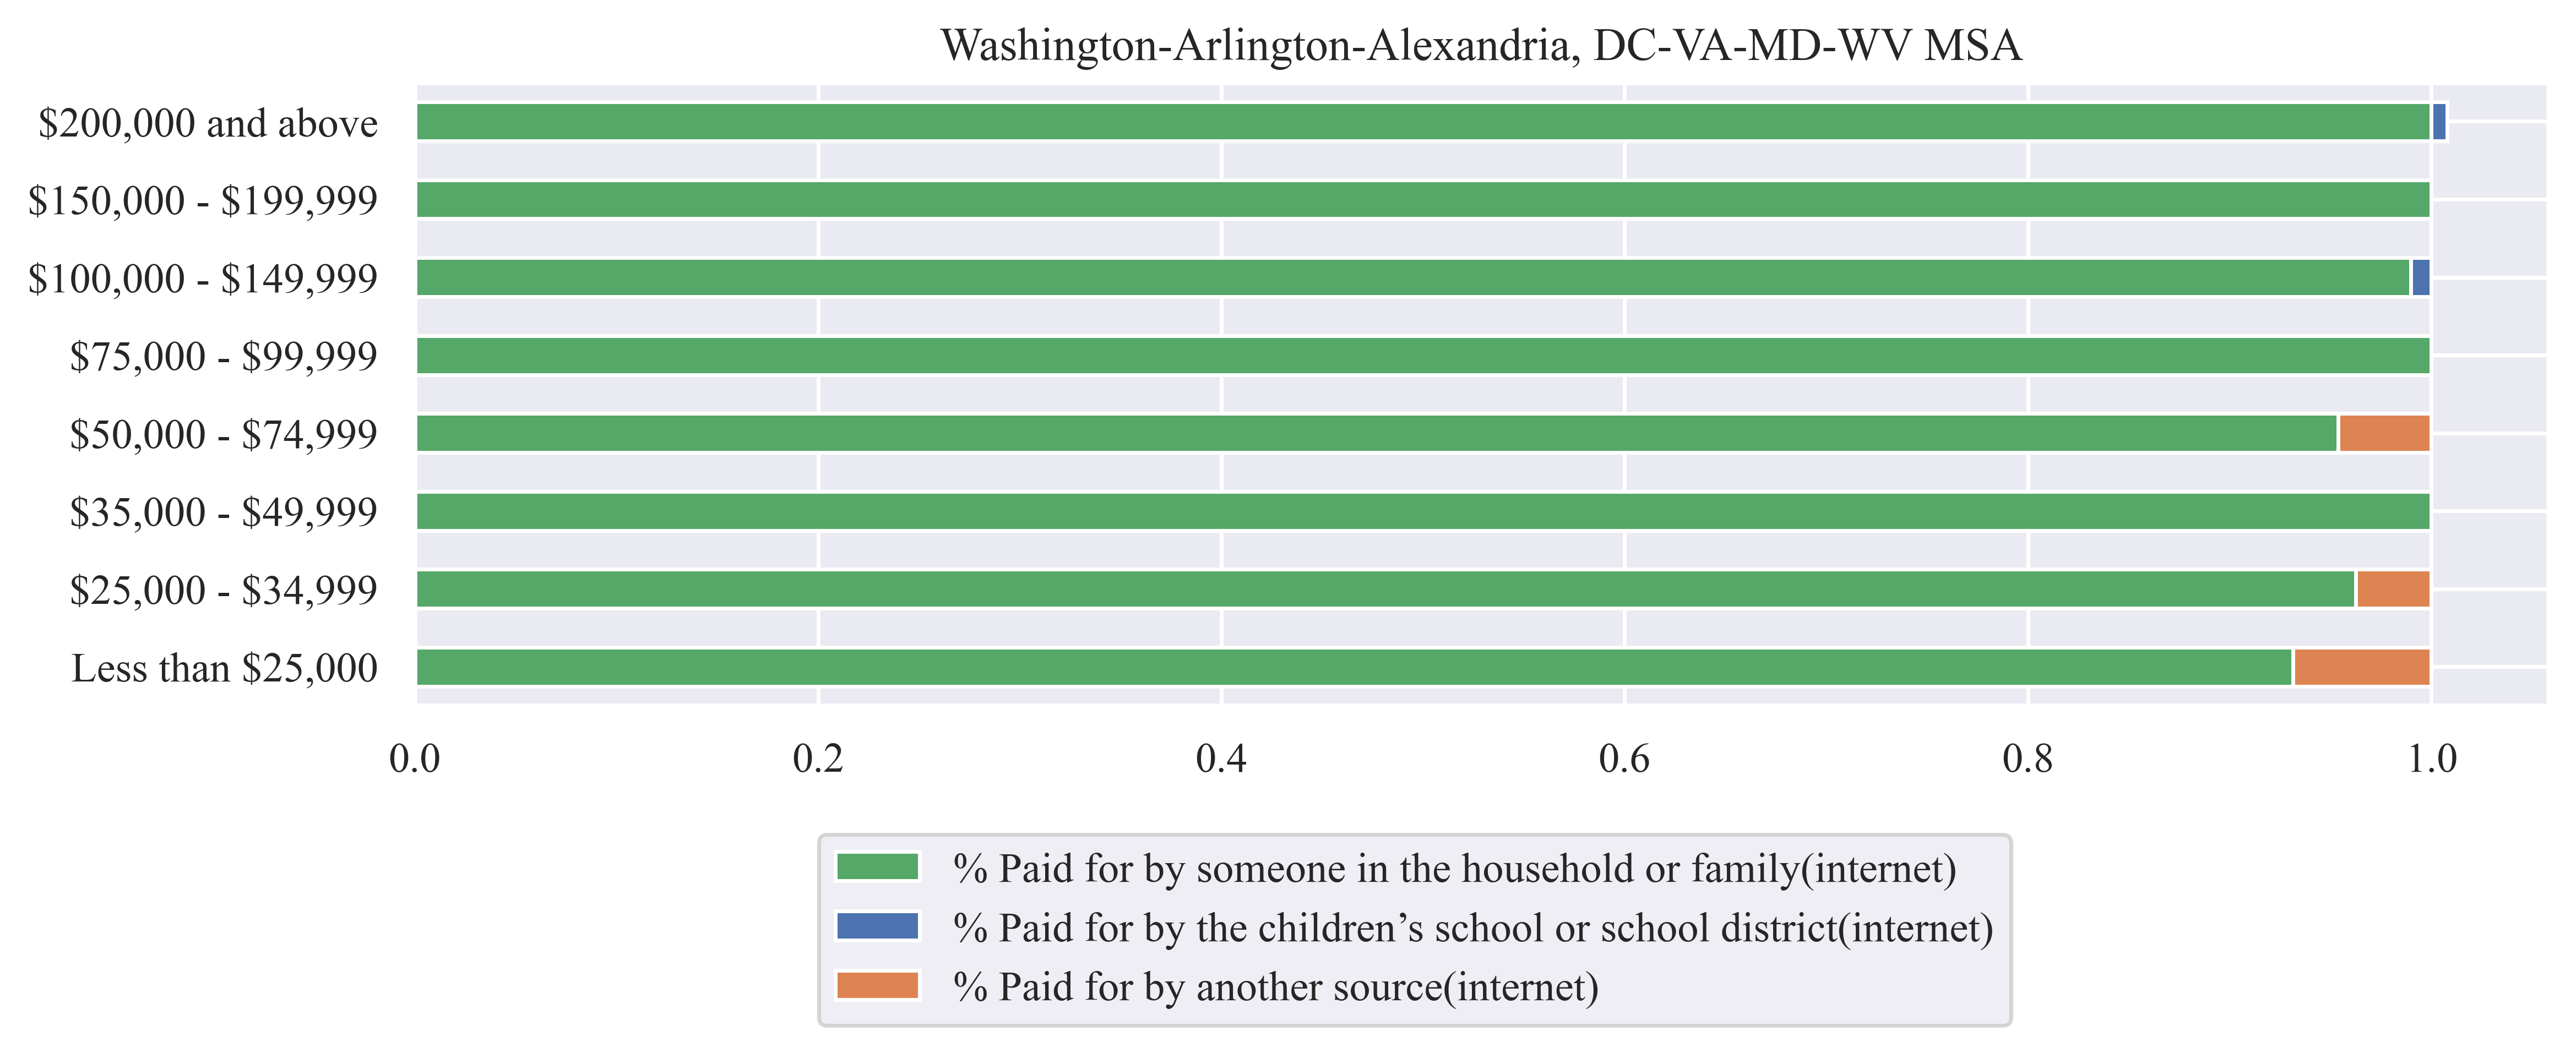 Washington-Arlington-Alexandria, DC-VA-MD-WV MSA
$200,000 and above
$150,000 - $199,999
$100,000 - $149,999
$75,000 - $99,999
$50,000 - $74,999
$35,000 - $49,999
$25,000 - $34,999
Less than $25,000
0.0 0.2 0.4 0.6 0.8 1.0
% Paid for by someone in the household or family(internet)
% Paid for by the children’s school or school district(internet)
% Paid for by another source(internet)